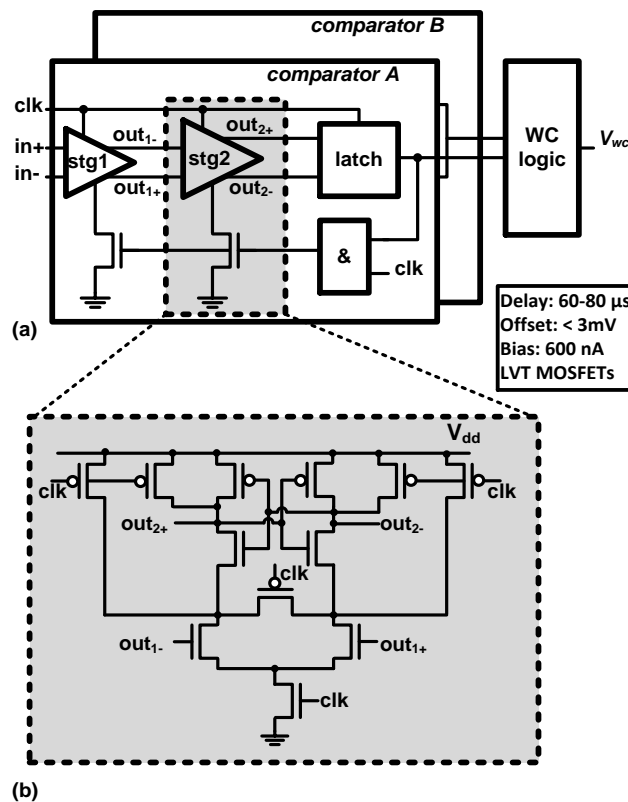 comparator B
comparator A
clk
in+
in-
stg1
out1-
out1+
stg2
out2+
out2-
latch
&
clk
WC
logic
Vwc
(a)
Delay: 60-80 µs
Offset: < 3mV
Bias: 600 nA
LVT MOSFETs
Vdd
clk
clk
out2+
out2-
clk
out1-
out1+
clk
(b)